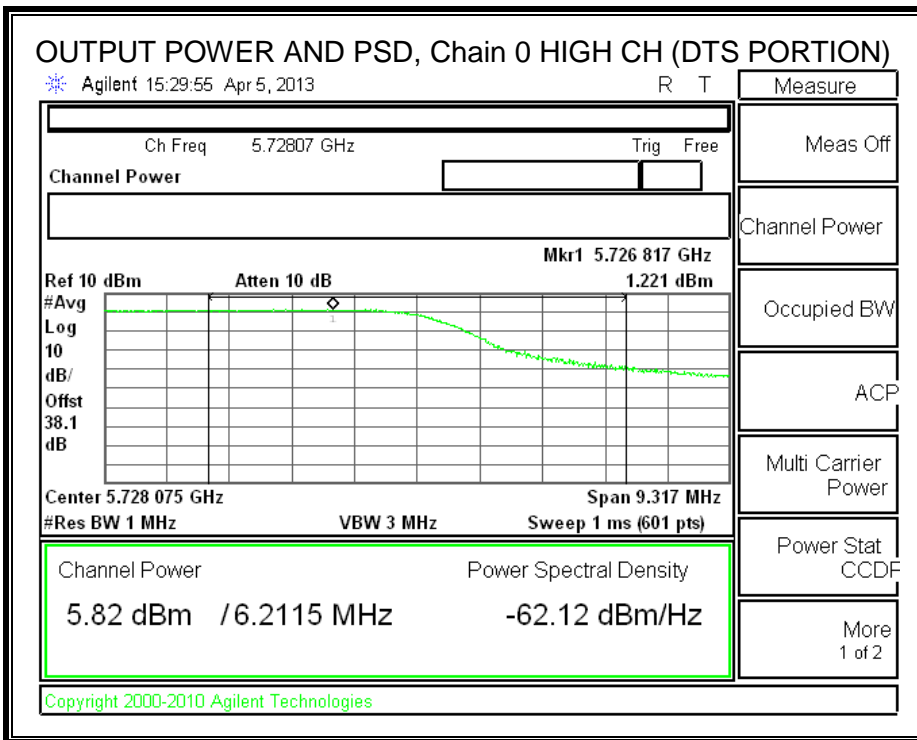 OUTPUT POWER AND PSD, Chain 0 HIGH CH (DTS PORTION)
Agilent 15:29:55 Apr 5, 2013 R T
Measure
Meas Off
Ch Freq 5.72807 GHz Trig Free
Channel Power
Channel Power
Mkr1 5.726 817 GHz
Ref 10 dBm Atten 10 dB 1.221 dBm
#Avg
Log
10
dB/
Offst
38.1
dB
1
Occupied BW
ACP
Multi Carrier
Power
Center 5.728 075 GHz Span 9.317 MHz
#Res BW 1 MHz VBW 3 MHz Sweep 1 ms (601 pts)
Power Stat
CCDF
Channel Power Power Spectral Density
5.82 dBm / 6.2115 MHz -62.12 dBm/Hz
More
1 of 2
Copyright 2000-2010 Agilent Technologies